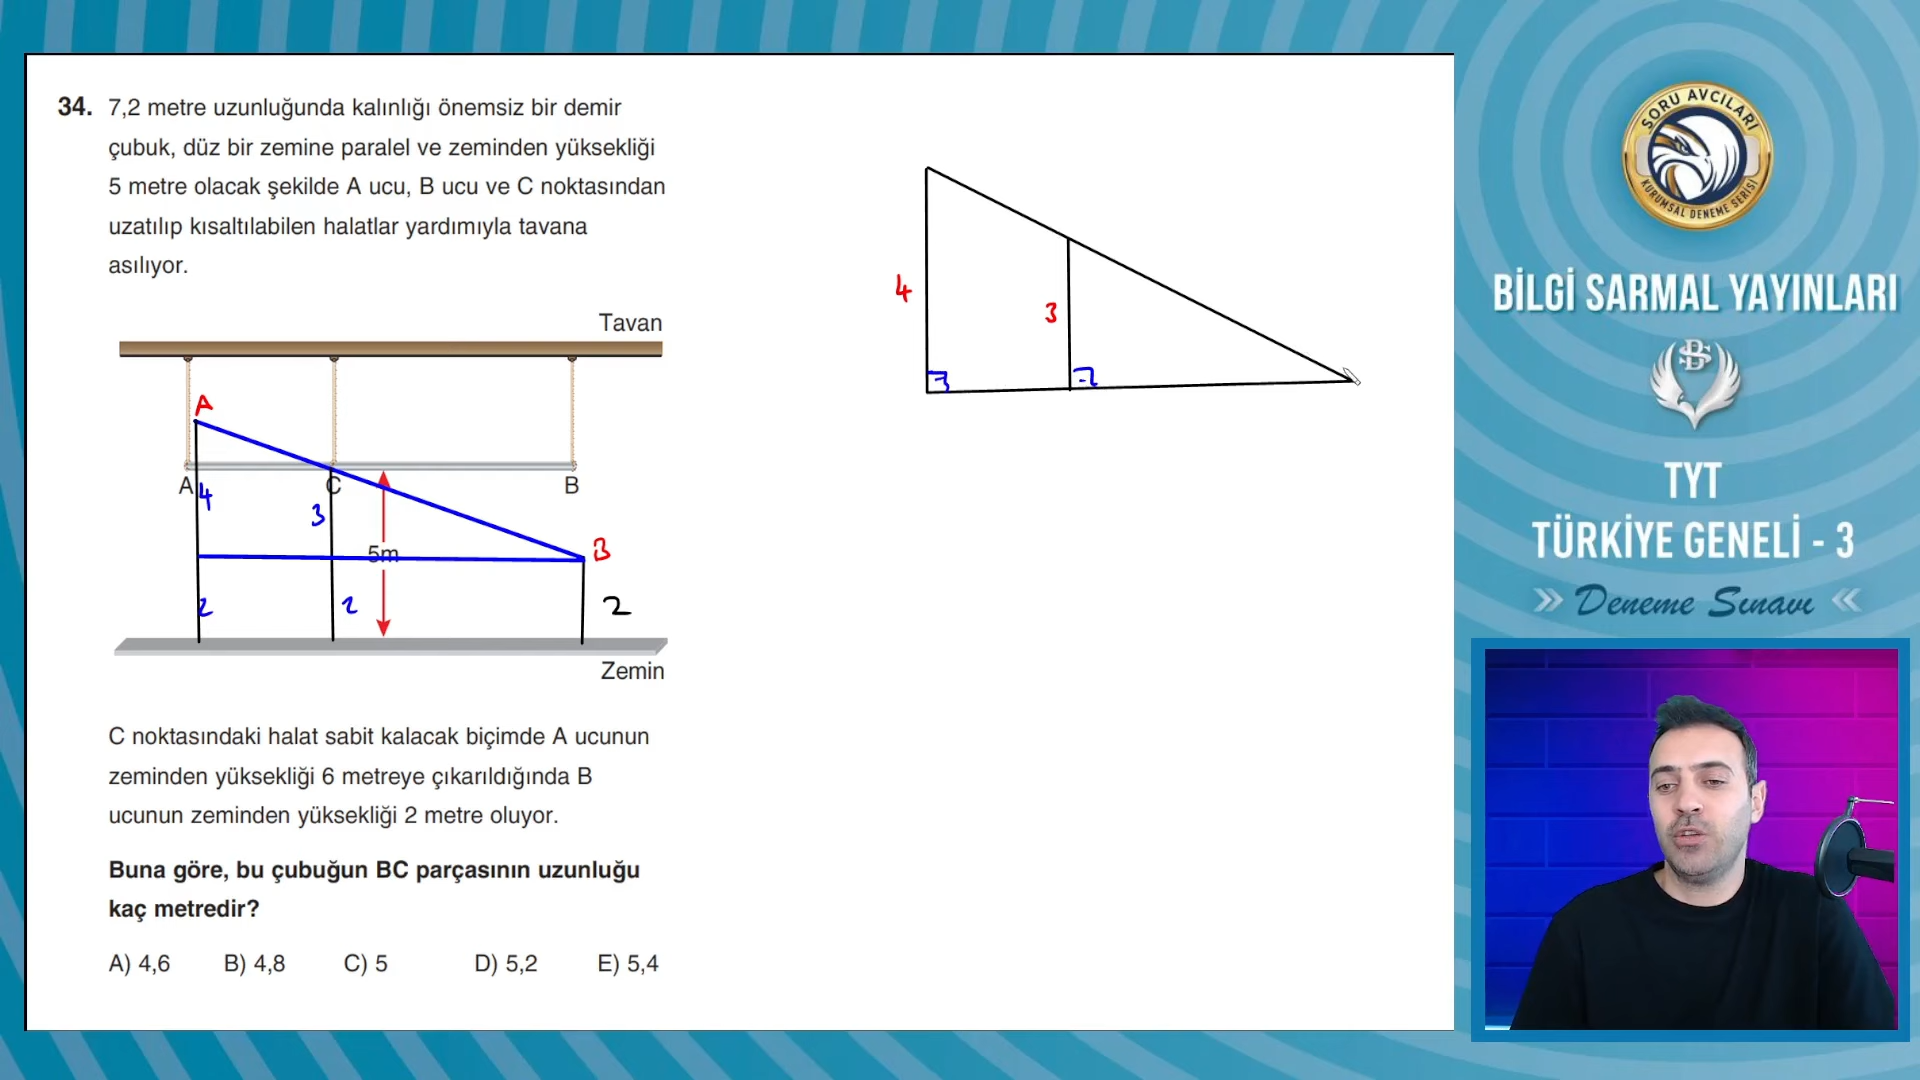 34. 7,2 metre uzunluğunda kalınlığı önemsiz bir demir
çubuk, düz bir zemine paralel ve zeminden yüksekliği
5 metre olacak şekilde A ucu, B ucu ve C noktasından
uzatılıp kısaltılabilen halatlar yardımıyla tavana
asılıyor.
Tavan
A
A
C
B
4
3
5m
B
2
2
2
Zemin
C noktasındaki halat sabit kalacak biçimde A ucunun
zeminden yüksekliği 6 metreye çıkarıldığında B
ucunun zeminden yüksekliği 2 metre oluyor.
Buna göre, bu çubuğun BC parçasının uzunluğu
kaç metredir?
A) 4,6 B) 4,8 C) 5 D) 5,2 E) 5,4
4
3
SORU AVCILARI
KURUMSAL DENEME SERİSİ
BİLGİ SARMAL YAYINLARI
BS
TYT
TÜRKİYE GENELİ - 3
Deneme Sınavı